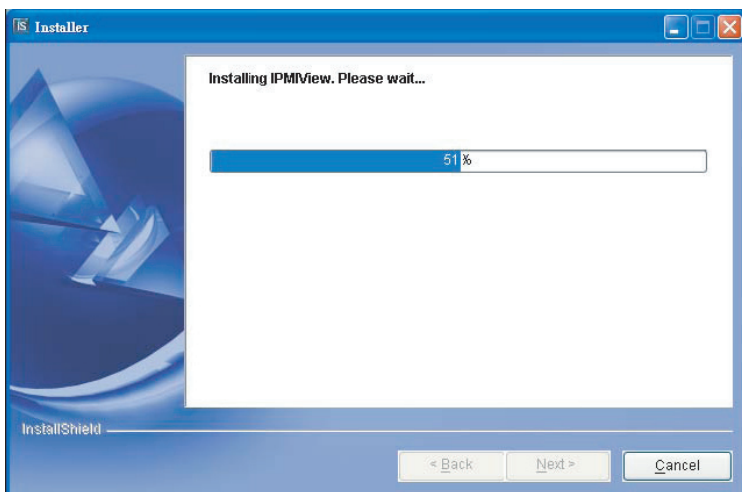 IS Installer
Installing IPMIView. Please wait...
51 %
InstallShield
< Back Next > Cancel